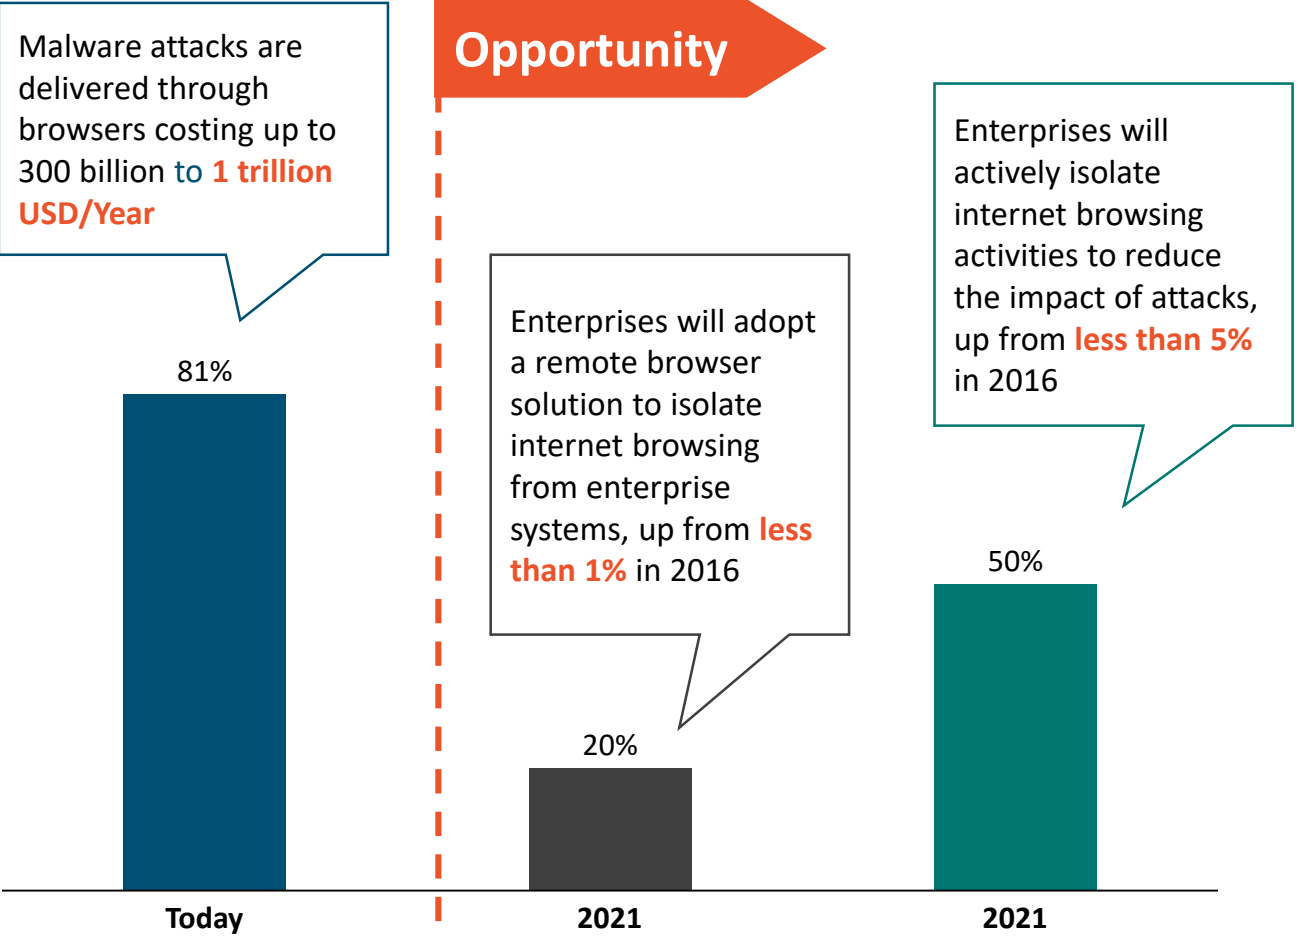 Malware attacks are
delivered through
browsers costing up to
300 billion to 1 trillion
USD/Year
81%
Today
Opportunity
Enterprises will adopt
a remote browser
solution to isolate
internet browsing
from enterprise
systems, up from less
than 1% in 2016
20%
2021
Enterprises will
actively isolate
internet browsing
activities to reduce
the impact of attacks,
up from less than 5%
in 2016
50%
2021